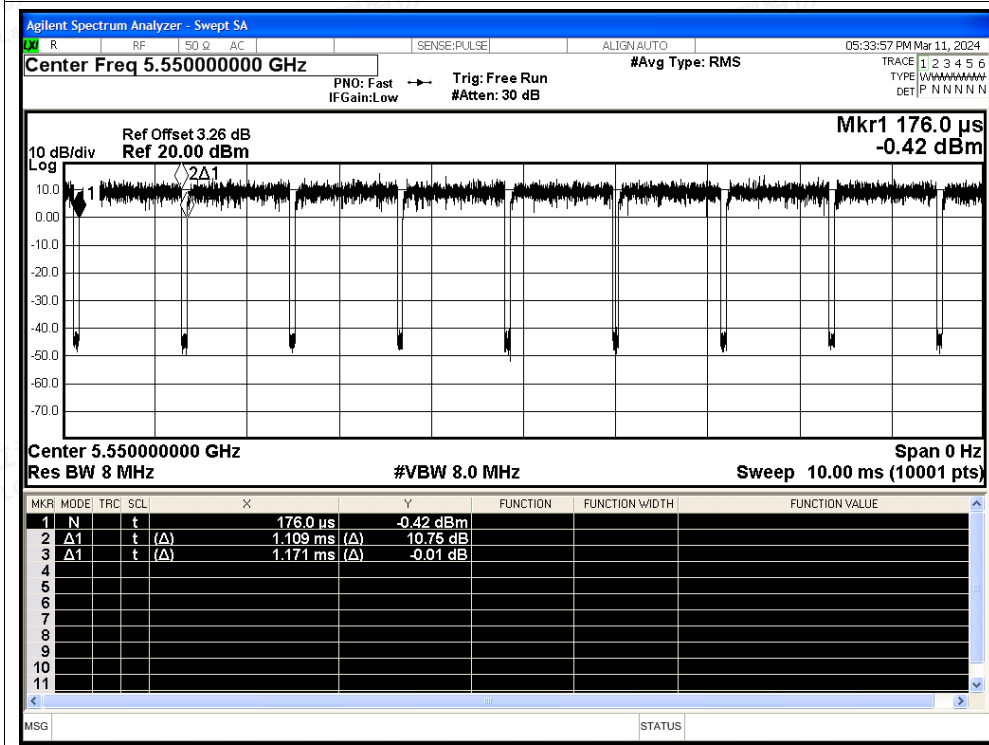 Agilent Spectrum Analyzer - Swept SA
LXI R RF 50 Ω AC SENSE:PULSE ALIGN AUTO 05:33:57 PM Mar 11, 2024
Center Freq 5.550000000 GHz #Avg Type: RMS TRACE 1 2 3 4 5 6
PNO: Fast Trig: Free Run TYPE
IFGain:Low #Atten: 30 dB DET P N N N N N
Mkr1 176.0 µs
Ref Offset 3.26 dB
10 dB/div Ref 20.00 dBm -0.42 dBm
Log
2Δ1
10.0 1
0.00
-10.0
-20.0
-30.0
-40.0
-50.0
-60.0
-70.0
Center 5.550000000 GHz Span 0 Hz
Res BW 8 MHz #VBW 8.0 MHz Sweep 10.00 ms (10001 pts)
MKR MODE TRC SCL X Y FUNCTION FUNCTION WIDTH FUNCTION VALUE
1 N t 176.0 µs -0.42 dBm
2 Δ1 t (Δ) 1.109 ms (Δ) 10.75 dB
3 Δ1 t (Δ) 1.171 ms (Δ) -0.01 dB
4
5
6
7
8
9
10
11
MSG STATUS